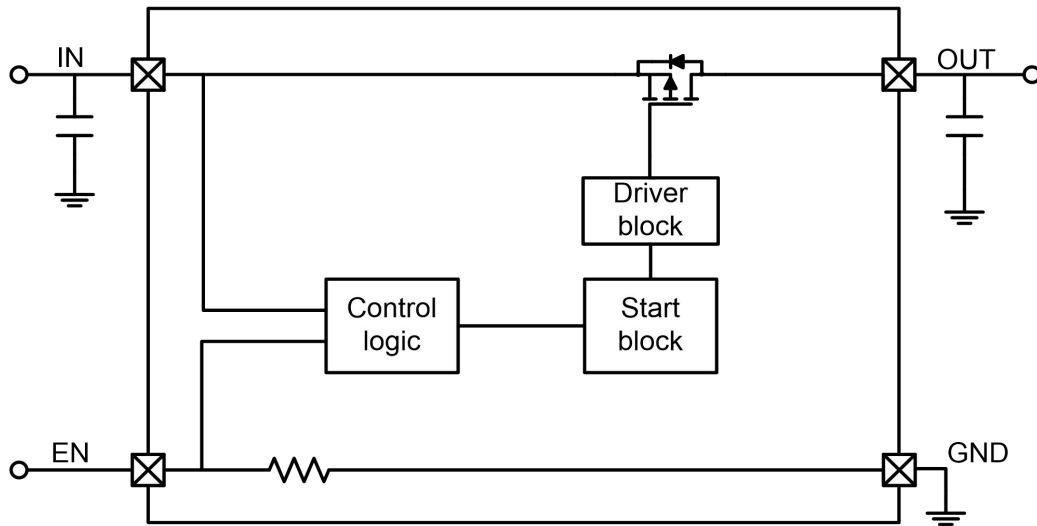 IN
OUT
Driver
block
Control
logic
Start
block
EN
GND